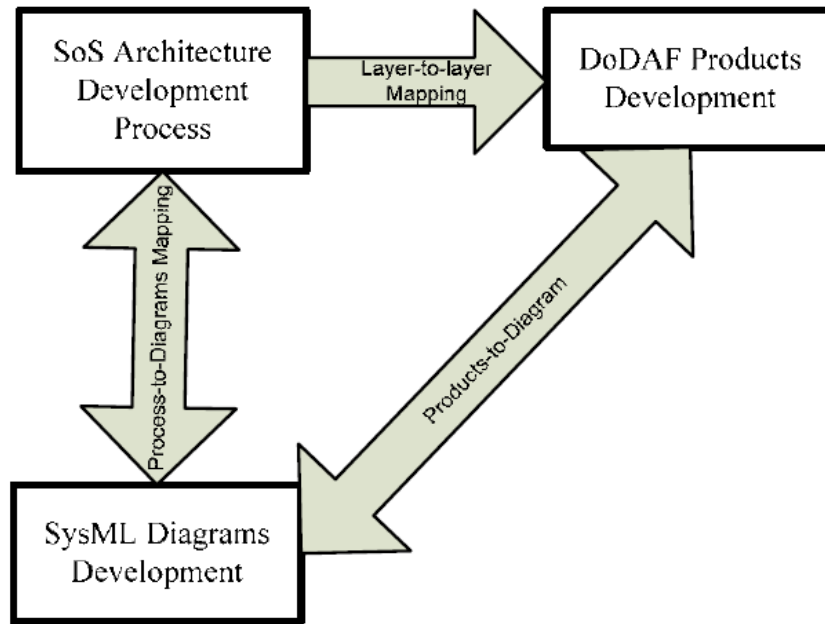 SoS Architecture
Development
Process
Layer-to-layer
Mapping
DoDAF Products
Development
Process-to-Diagrams Mapping
Products-to-Diagram
SysML Diagrams
Development